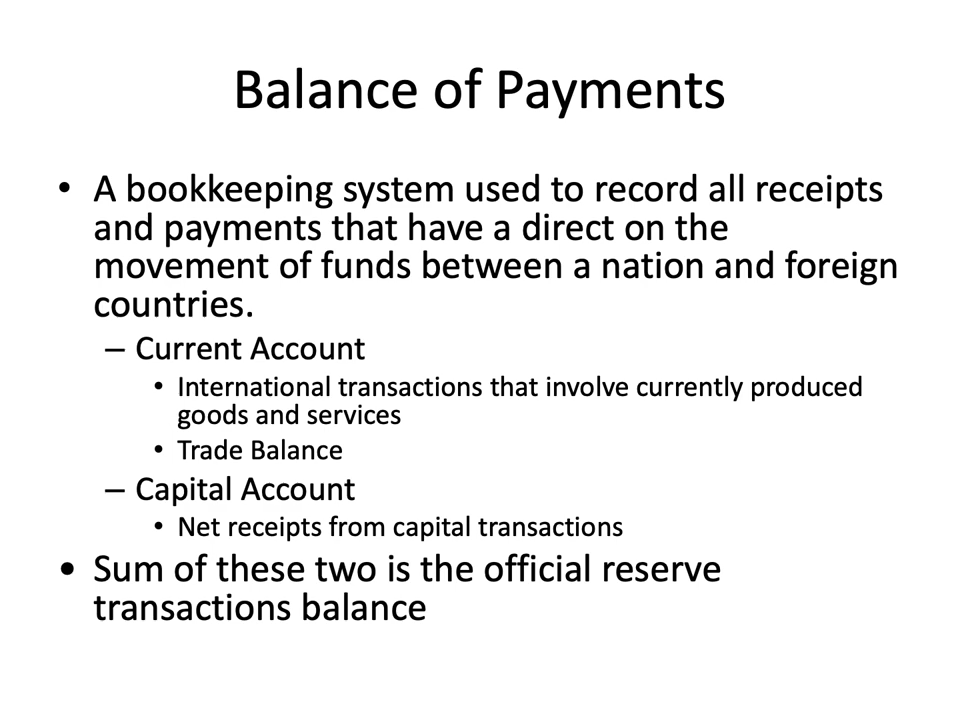 Balance of Payments
• A bookkeeping system used to record all receipts
and payments that have a direct on the
movement of funds between a nation and foreign
countries.
– Current Account
• International transactions that involve currently produced
goods and services
• Trade Balance
– Capital Account
• Net receipts from capital transactions
• Sum of these two is the official reserve
transactions balance